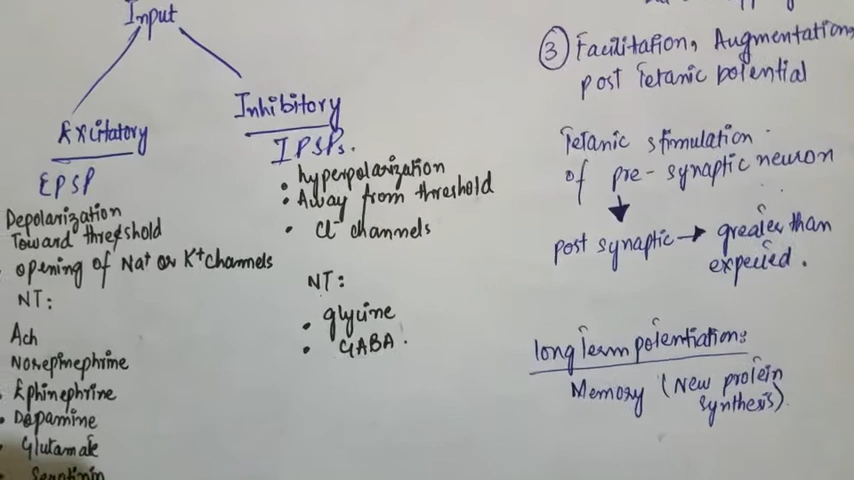 Input
Excitatory
EPSP
Depolarization
Toward threshold
opening of Na+ or K+ channels
NT:
Ach
Norepinephrine
Ephinephrine
Dopamine
Glutamate
Serotinin
Inhibitory
IPSPs.
• hyperpolarization
• Away from threshold
• Cl- channels
NT:
• glycine
• GABA.
③ Facilitation, Augmentation,
post Tetanic potential
Tetanic stimulation
of pre-synaptic neuron
↓
post synaptic → greater than
expected.
long Term potentiation:
Memory (New protein
synthesis).